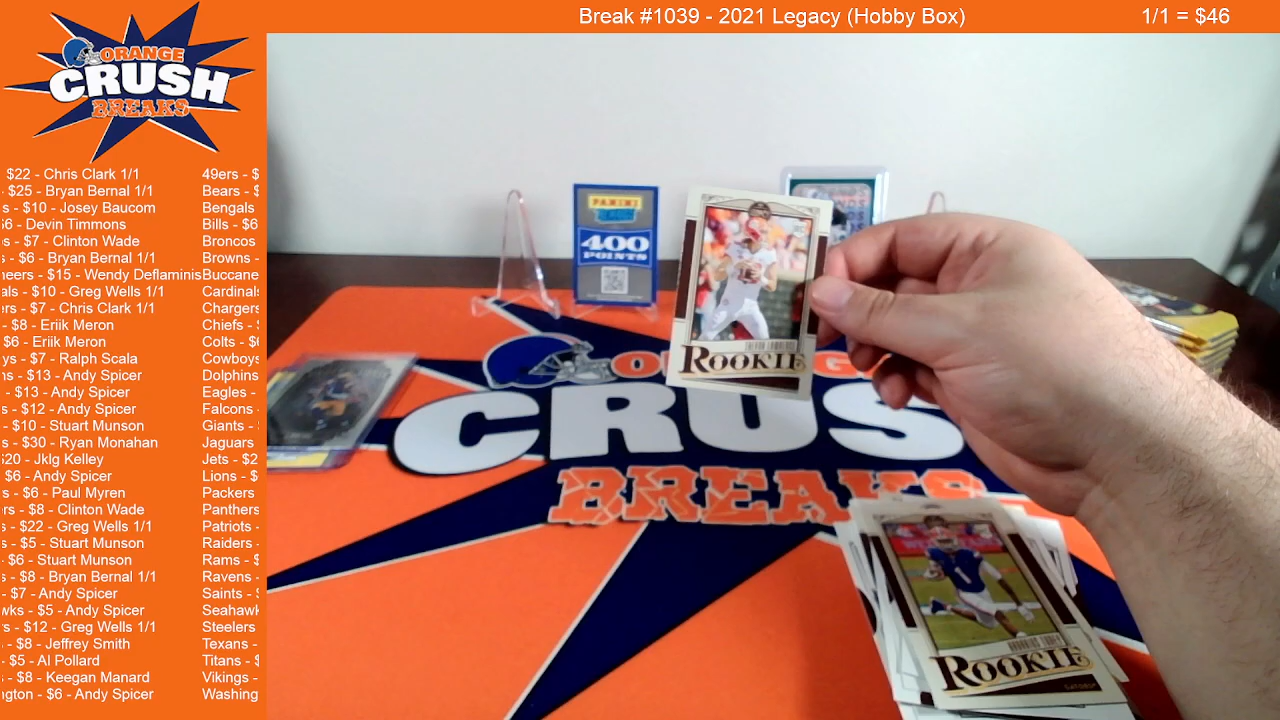 Break #1039 - 2021 Legacy (Hobby Box)
1/1 = $46
ORANGE
CRUSH
BREAKS
$22 - Chris Clark 1/1
- $25 - Bryan Bernal 1/1
s - $10 - Josey Baucom
$6 - Devin Timmons
s - $7 - Clinton Wade
s - $6 - Bryan Bernal 1/1
neers - $15 - Wendy Deflaminis
als - $10 - Greg Wells 1/1
ers - $7 - Chris Clark 1/1
- $8 - Eriik Meron
$6 - Eriik Meron
ys - $7 - Ralph Scala
ns - $13 - Andy Spicer
- $13 - Andy Spicer
s - $12 - Andy Spicer
- $10 - Stuart Munson
s - $30 - Ryan Monahan
$20 - Jklg Kelley
$6 - Andy Spicer
s - $6 - Paul Myren
rs - $8 - Clinton Wade
s - $22 - Greg Wells 1/1
s - $5 - Stuart Munson
- $6 - Stuart Munson
s - $8 - Bryan Bernal 1/1
- $7 - Andy Spicer
wks - $5 - Andy Spicer
rs - $12 - Greg Wells 1/1
- $8 - Jeffrey Smith
- $5 - Al Pollard
s - $8 - Keegan Manard
ngton - $6 - Andy Spicer
49ers - $
Bears - $
Bengals
Bills - $6
Broncos
Browns -
Buccane
Cardinals
Chargers
Chiefs - $
Colts - $6
Cowboys
Dolphins
Eagles -
Falcons -
Giants -
Jaguars
Jets - $2
Lions - $
Packers
Panthers
Patriots -
Raiders -
Rams - $
Ravens -
Saints - $
Seahawk
Steelers
Texans -
Titans - $
Vikings -
Washing
PANINI
400
POINTS
TREVOR LAWRENCE
ROOKIE
CRUS
BREAKS
ROOKIE